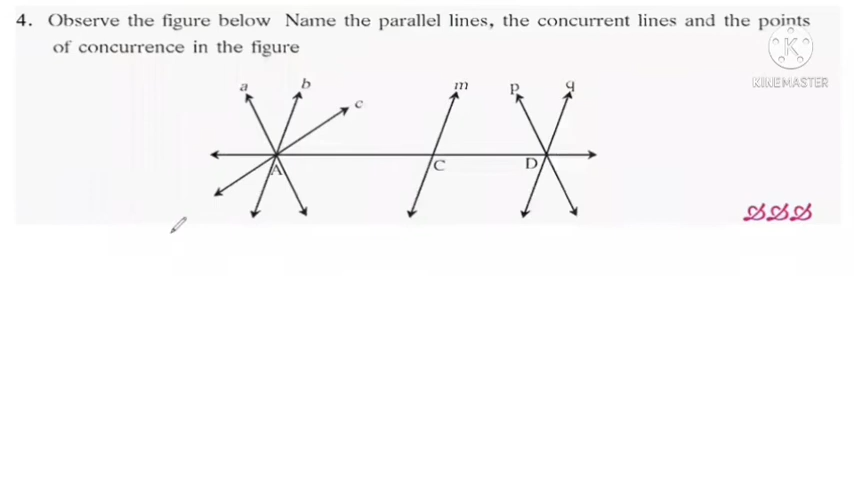 4. Observe the figure below Name the parallel lines, the concurrent lines and the points
of concurrence in the figure
K
KINEMASTER
a b c m p q
A C D